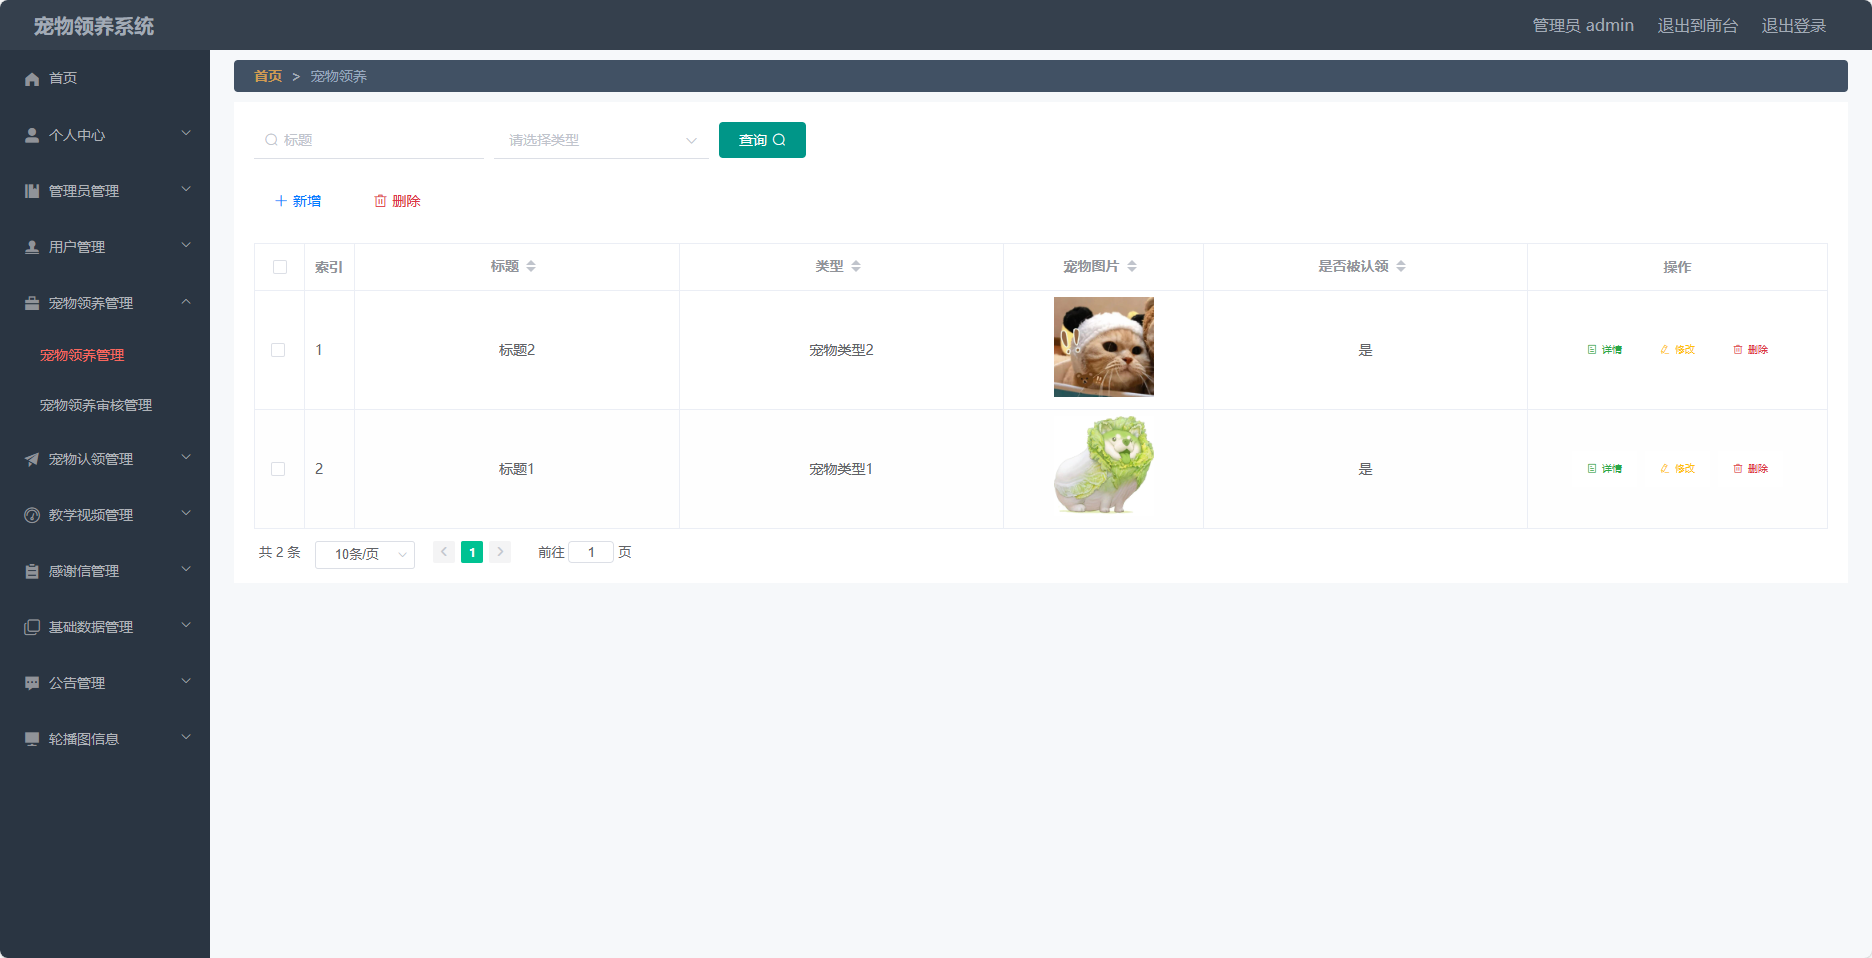 宠物领养系统
管理员 admin 退出到前台 退出登录
首页
个人中心
管理员管理
用户管理
宠物领养管理
宠物领养管理
宠物领养审核管理
宠物认领管理
教学视频管理
感谢信管理
基础数据管理
公告管理
轮播图信息
首页 > 宠物领养
标题 请选择类型 查询
新增 删除
索引 标题 类型 宠物图片 是否被认领 操作
1 标题2 宠物类型2 是 详情 修改 删除
2 标题1 宠物类型1 是 详情 修改 删除
共 2 条 10条/页 1 前往 1 页